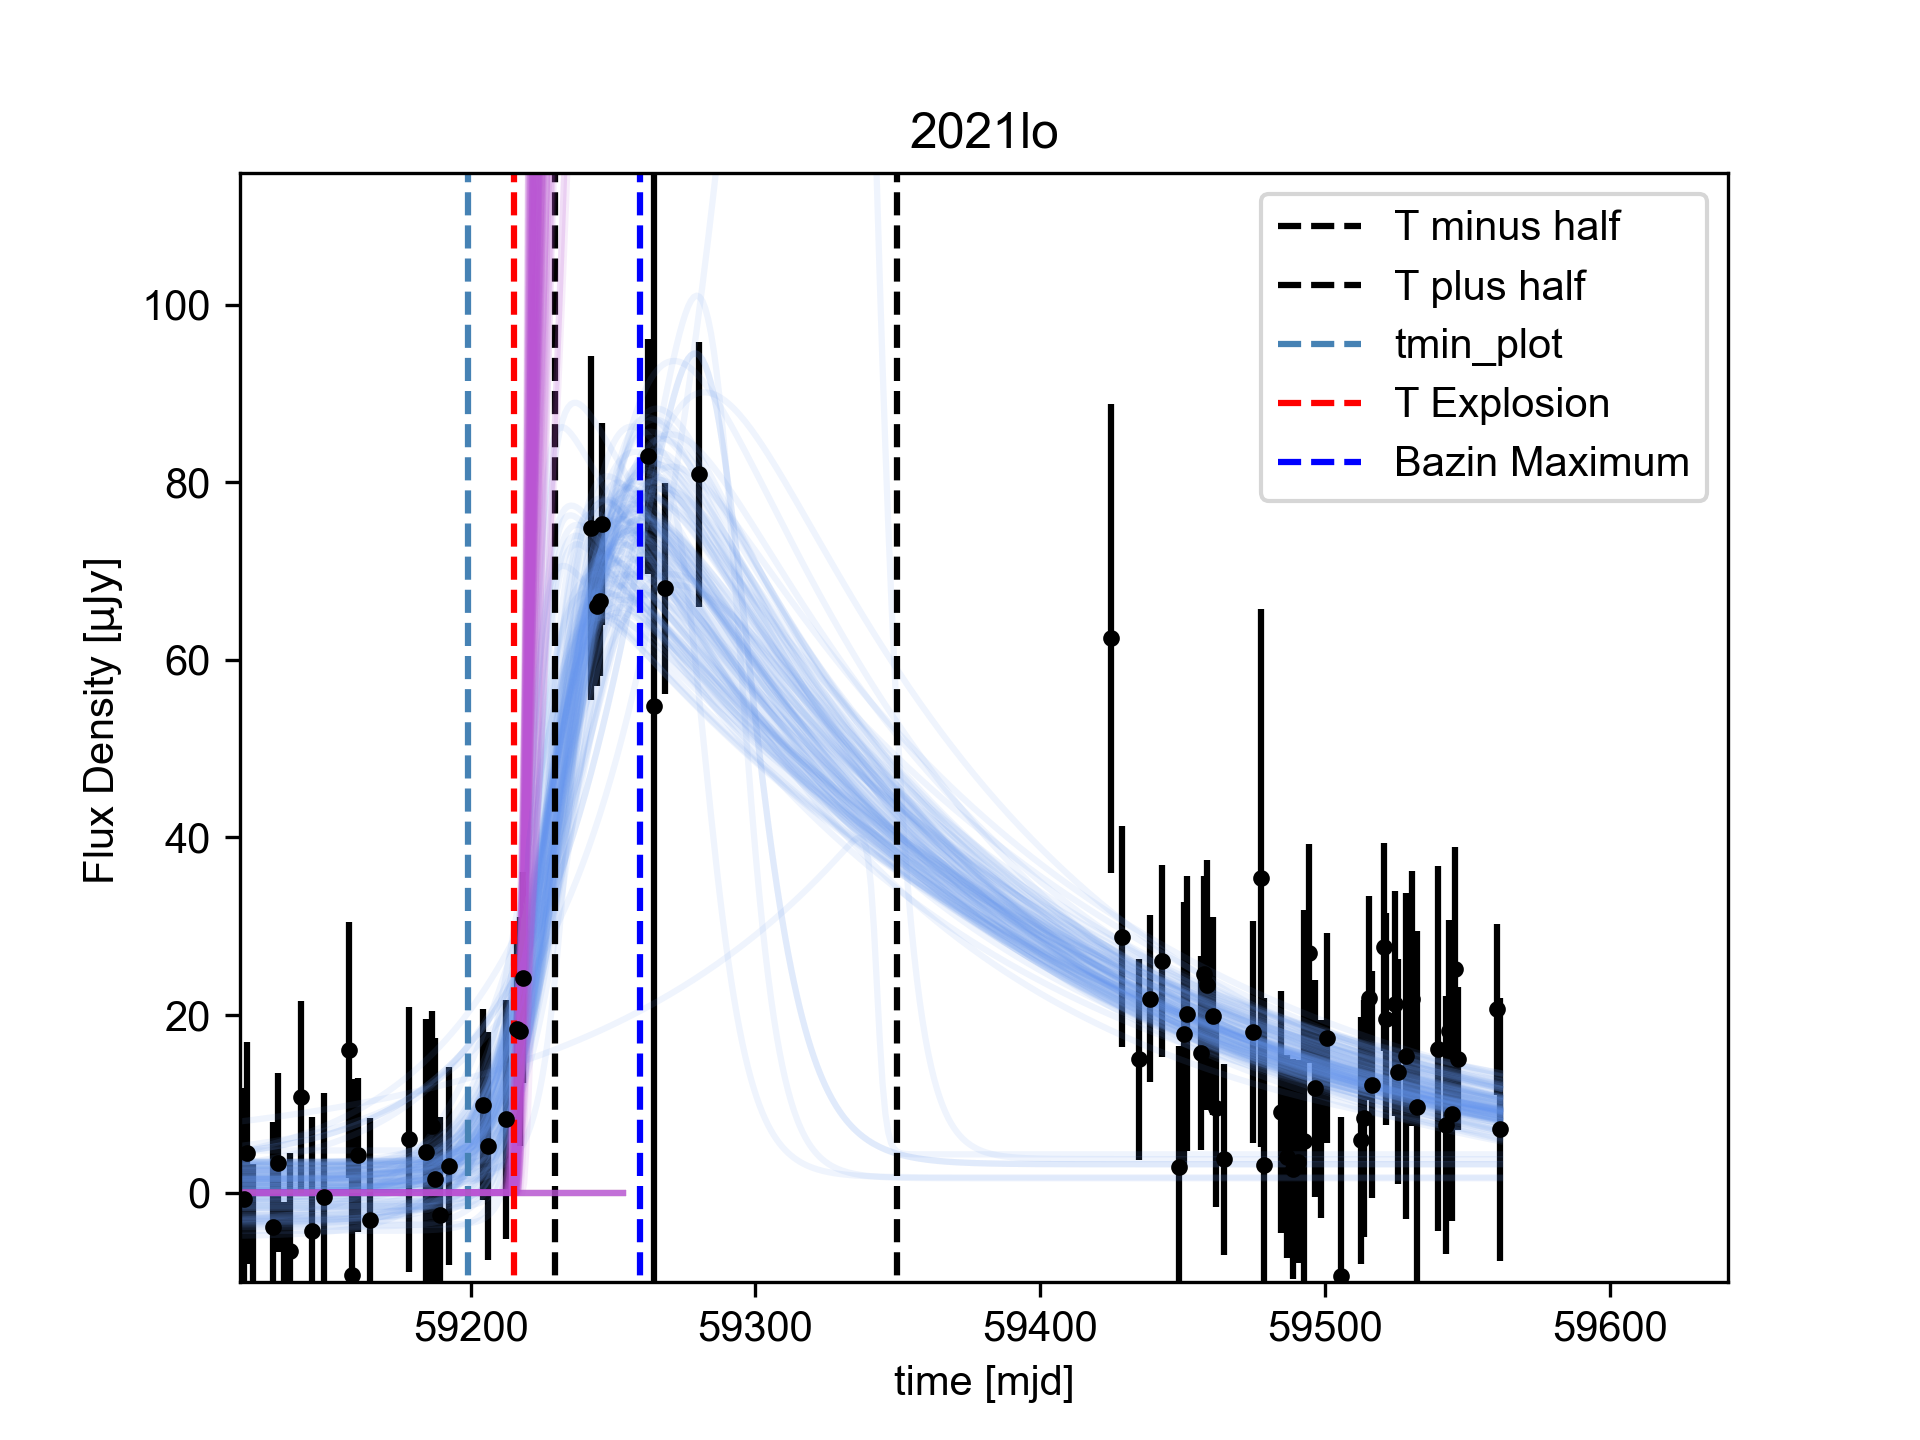 2021lo
T minus half
T plus half
tmin_plot
T Explosion
Bazin Maximum
100
80
60
40
20
0
Flux Density [µJy]
59200 59300 59400 59500 59600
time [mjd]